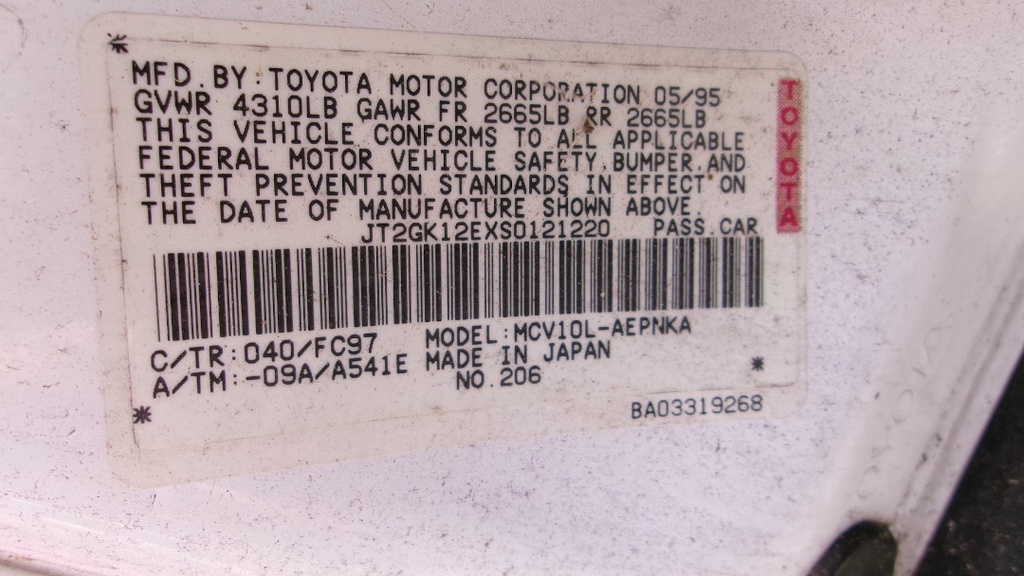 MFD. BY: TOYOTA MOTOR CORPORATION 05/95
GVWR 4310LB GAWR FR 2665LB RR 2665LB
THIS VEHICLE CONFORMS TO ALL APPLICABLE
FEDERAL MOTOR VEHICLE SAFETY, BUMPER, AND
THEFT PREVENTION STANDARDS IN EFFECT ON
THE DATE OF MANUFACTURE SHOWN ABOVE.
JT2GK12EXS0121220 PASS. CAR
C/TR: 040/FC97 MODEL: MCV10L-AEPNKA
A/TM: -09A/A541E MADE IN JAPAN
NO. 206
BA03319268
TOYOTA